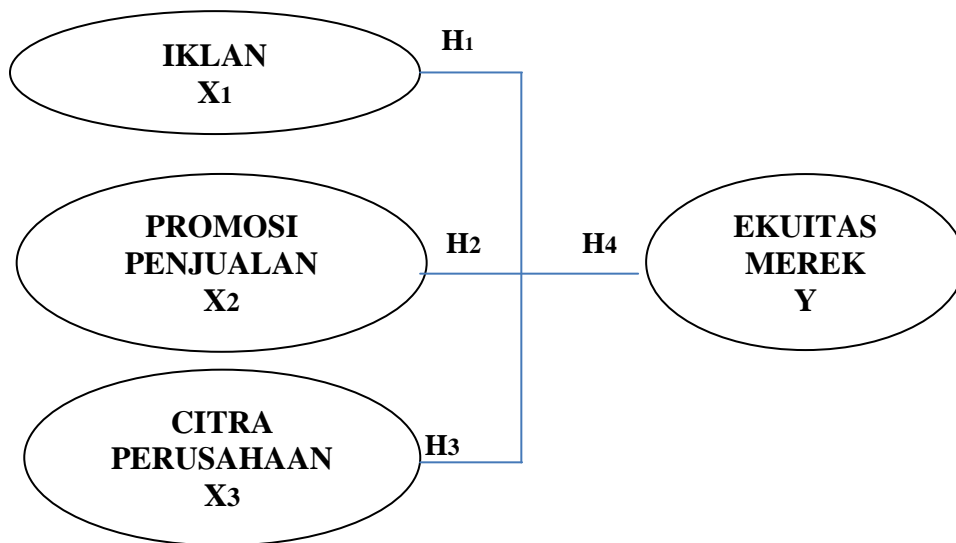 IKLAN
X1
H1
PROMOSI
PENJUALAN
X2
H2
H4
EKUITAS
MEREK
Y
CITRA
PERUSAHAAN
X3
H3